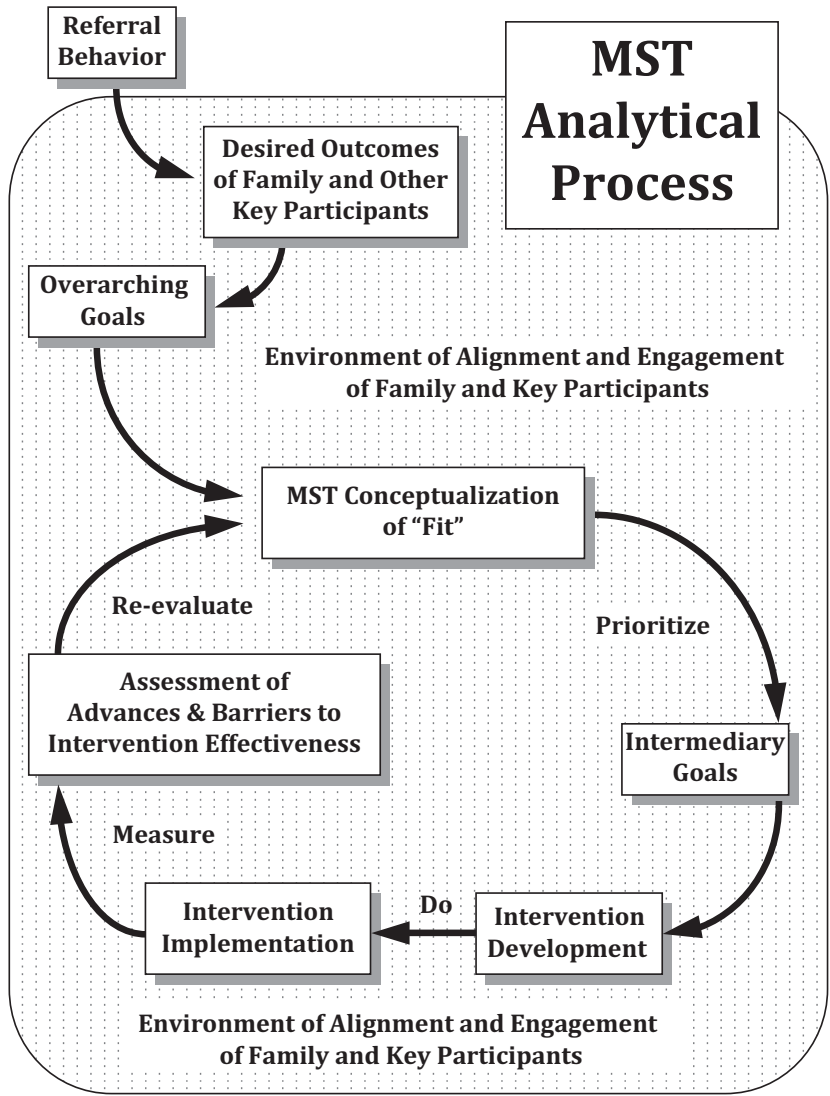 Referral
Behavior
MST
Analytical
Process
Desired Outcomes
of Family and Other
Key Participants
Overarching
Goals
Environment of Alignment and Engagement
of Family and Key Participants
MST Conceptualization
of “Fit”
Re-evaluate
Prioritize
Assessment of
Advances & Barriers to
Intervention Effectiveness
Intermediary
Goals
Measure
Do
Intervention
Implementation
Intervention
Development
Environment of Alignment and Engagement
of Family and Key Participants